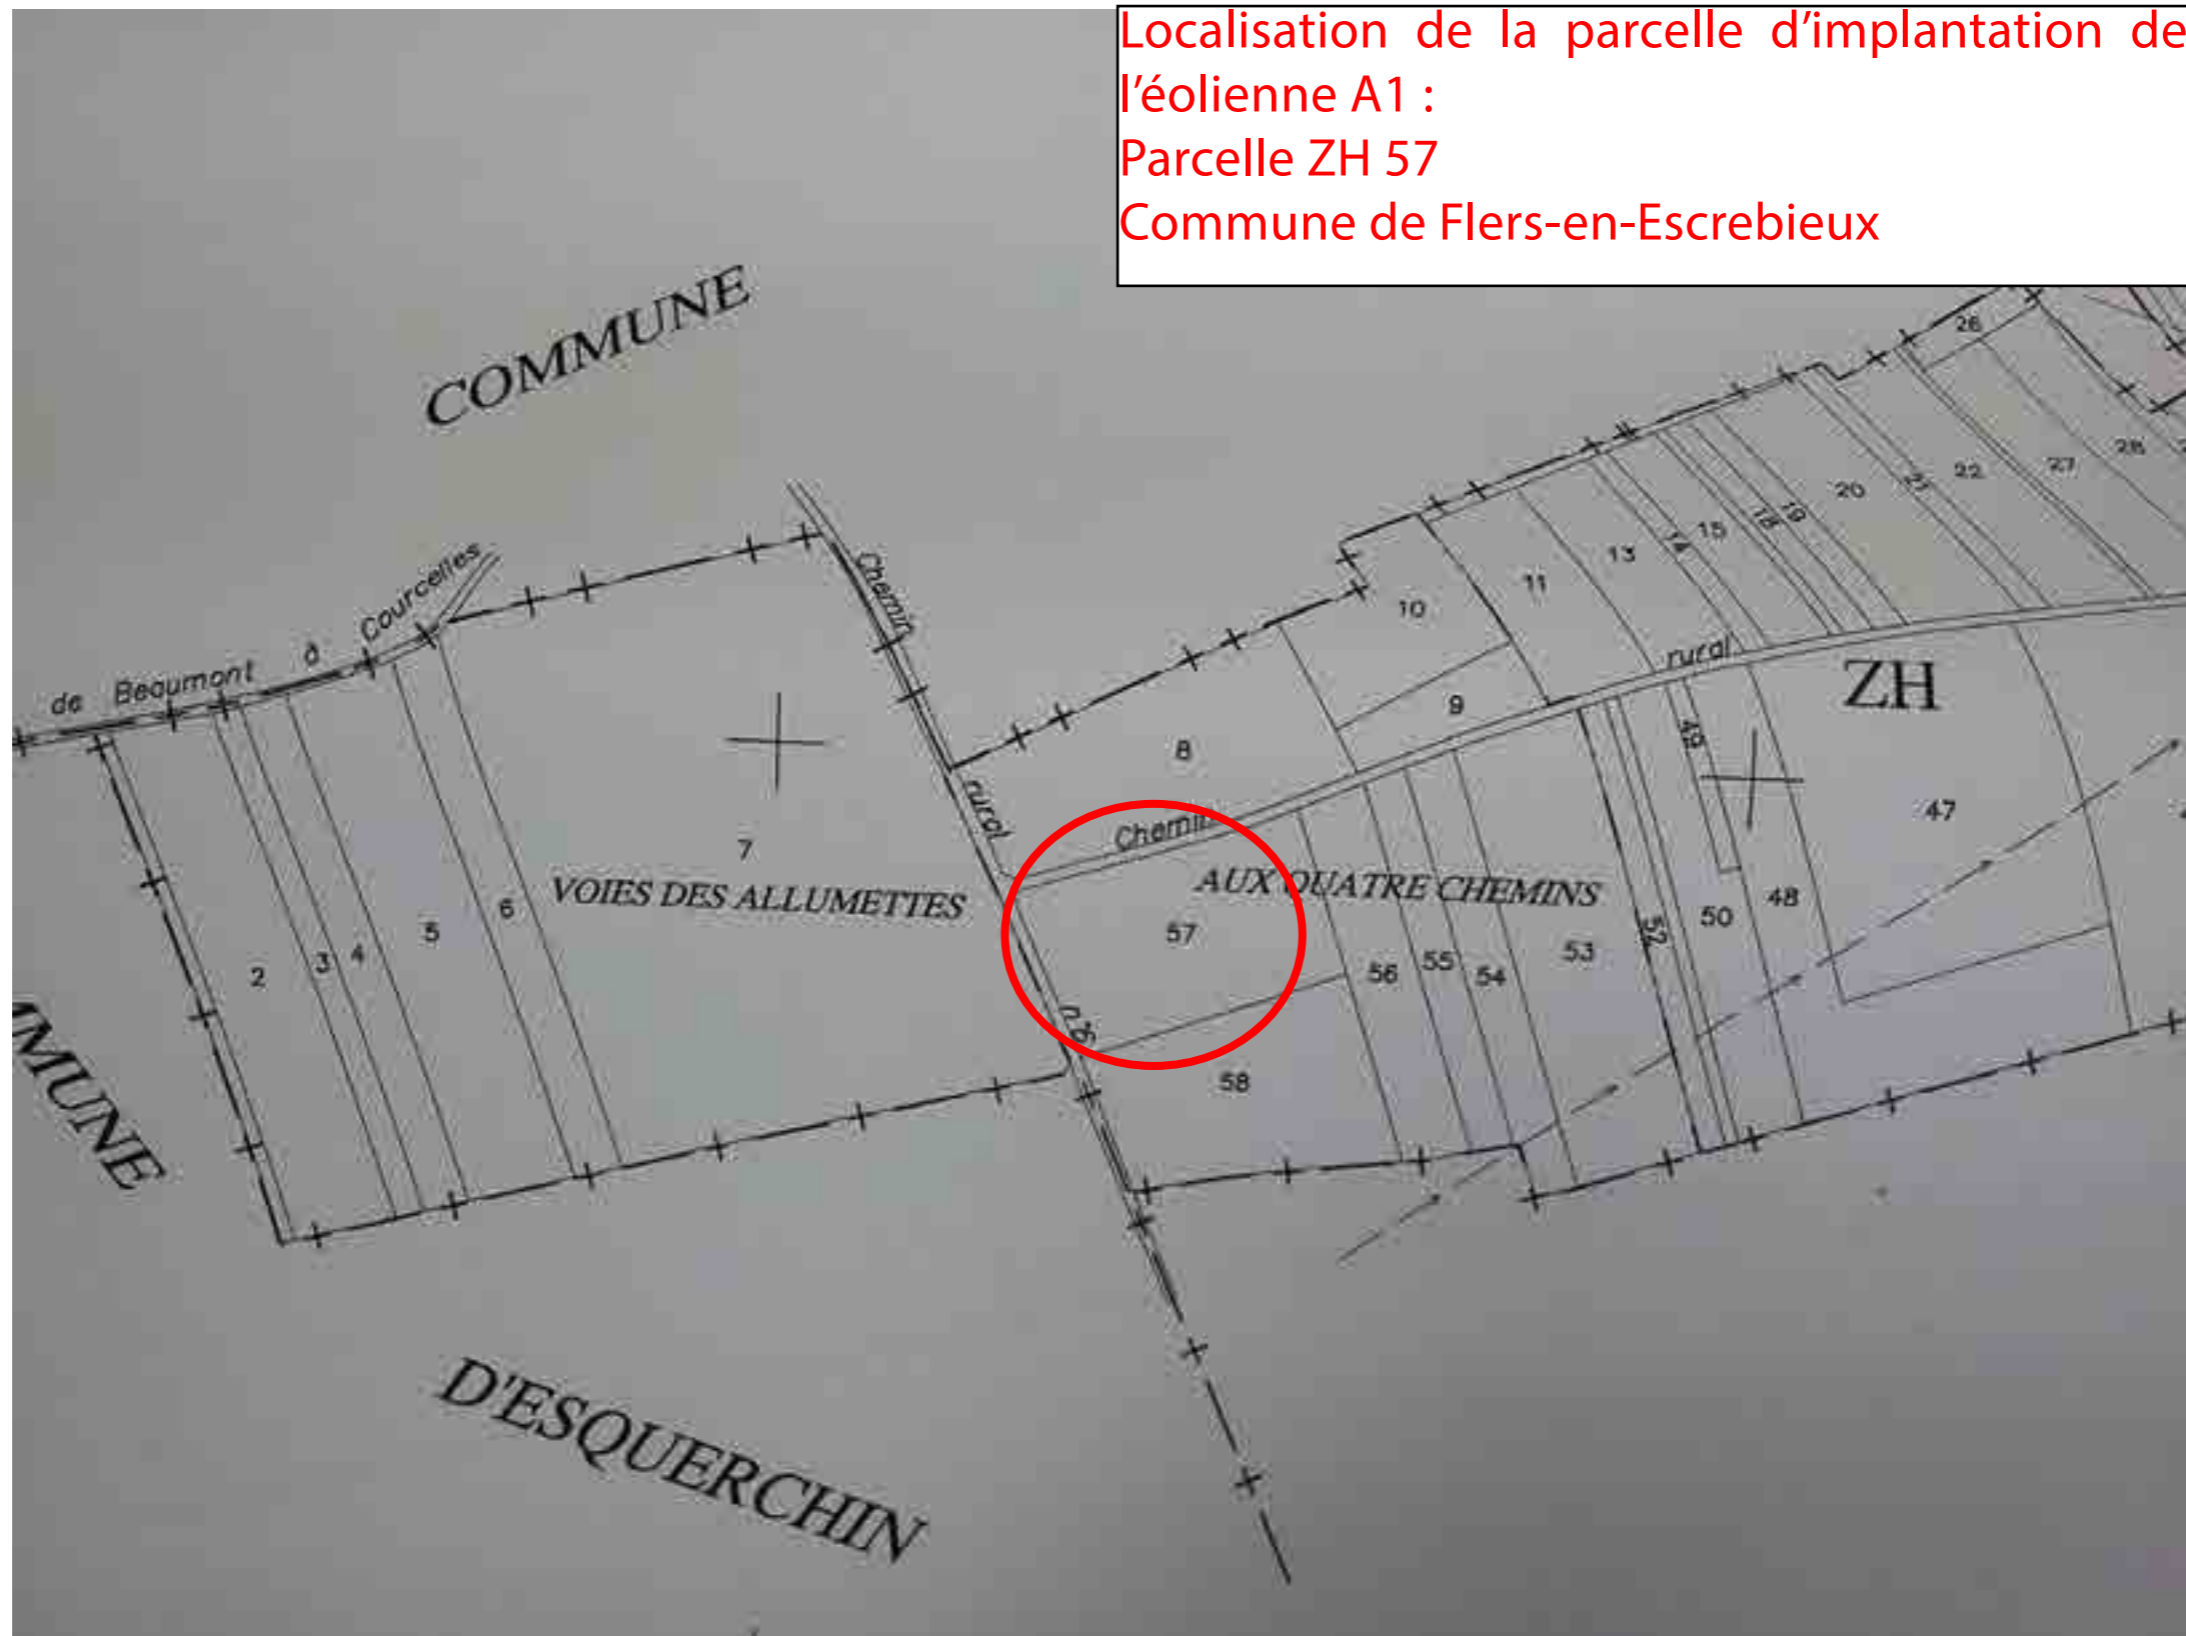 Localisation de la parcelle d'implantation de
l'éolienne A1 :
Parcelle ZH 57
Commune de Flers-en-Escrebieux
COMMUNE
26
28
27
22
21
20
19
18
15
14
13
11
10
9
8
Chemin
rural
Chemin
rural
ZH
de Beaumont à Courcelles
49
47
7
VOIES DES ALLUMETTES
AUX QUATRE CHEMINS
57
2
3
4
5
6
56
55
54
53
52
50
48
58
D'ESQUERCHIN